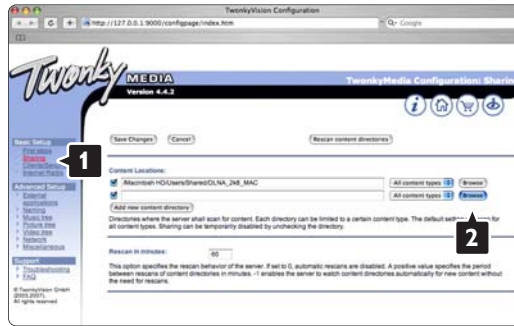 TwonkyVision Configuration
http://127.0.0.1:9000/configpage/index.htm
Google
Twonky MEDIA
Version 4.4.2
TwonkyMedia Configuration: Sharin
Save Changes
Cancel
Rescan content directories
Basic Setup
First steps
Sharing
Clients/
Internet Radio
1
Content Locations:
/Macintosh HD/Users/Shared/DLNA_2k8_MAC
All content types
Browse
All content types
Browse
Add new content directory
2
Advanced Setup
External
applications
Naming
Music tree
Picture tree
Video tree
Network
Miscellaneous
Directories where the server shall scan for content. Each directory can be limited to a certain content type. The default
all content types. Sharing can be temporarily disabled by unchecking the directory.
Rescan in minutes:
60
This option specifies the rescan behavior of the server. If set to 0, automatic rescans are disabled. A positive value specifies the period
between rescans of content directories in minutes. -1 enables the server to watch content directories automatically for new content without
the need for rescans.
Support
Troubleshooting
FAQ
© TwonkyVision GmbH
(2003,2007),
All rights reserved.